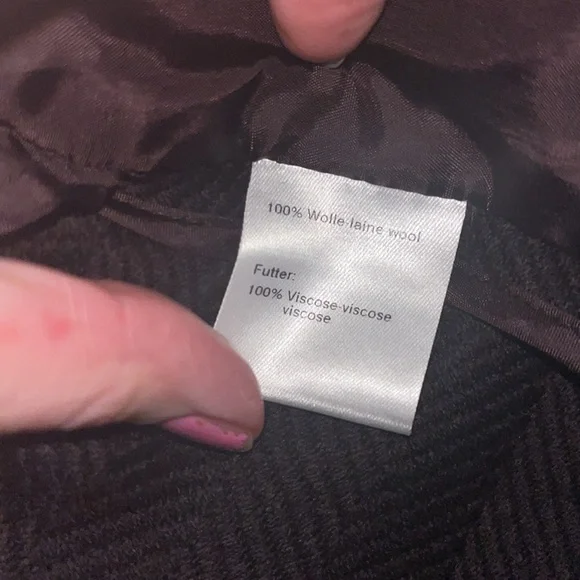 100% Wolle-laine wool
Futter:
100% Viscose-viscose
viscose